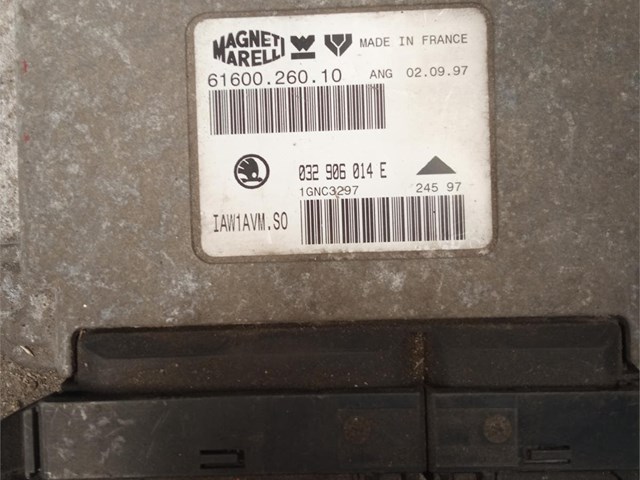 MAGNETI MARELLI MADE IN FRANCE
61600.260.10 ANG 02.09.97
032 906 014 E
1GNC3297 245 97
IAW1AVM.SO